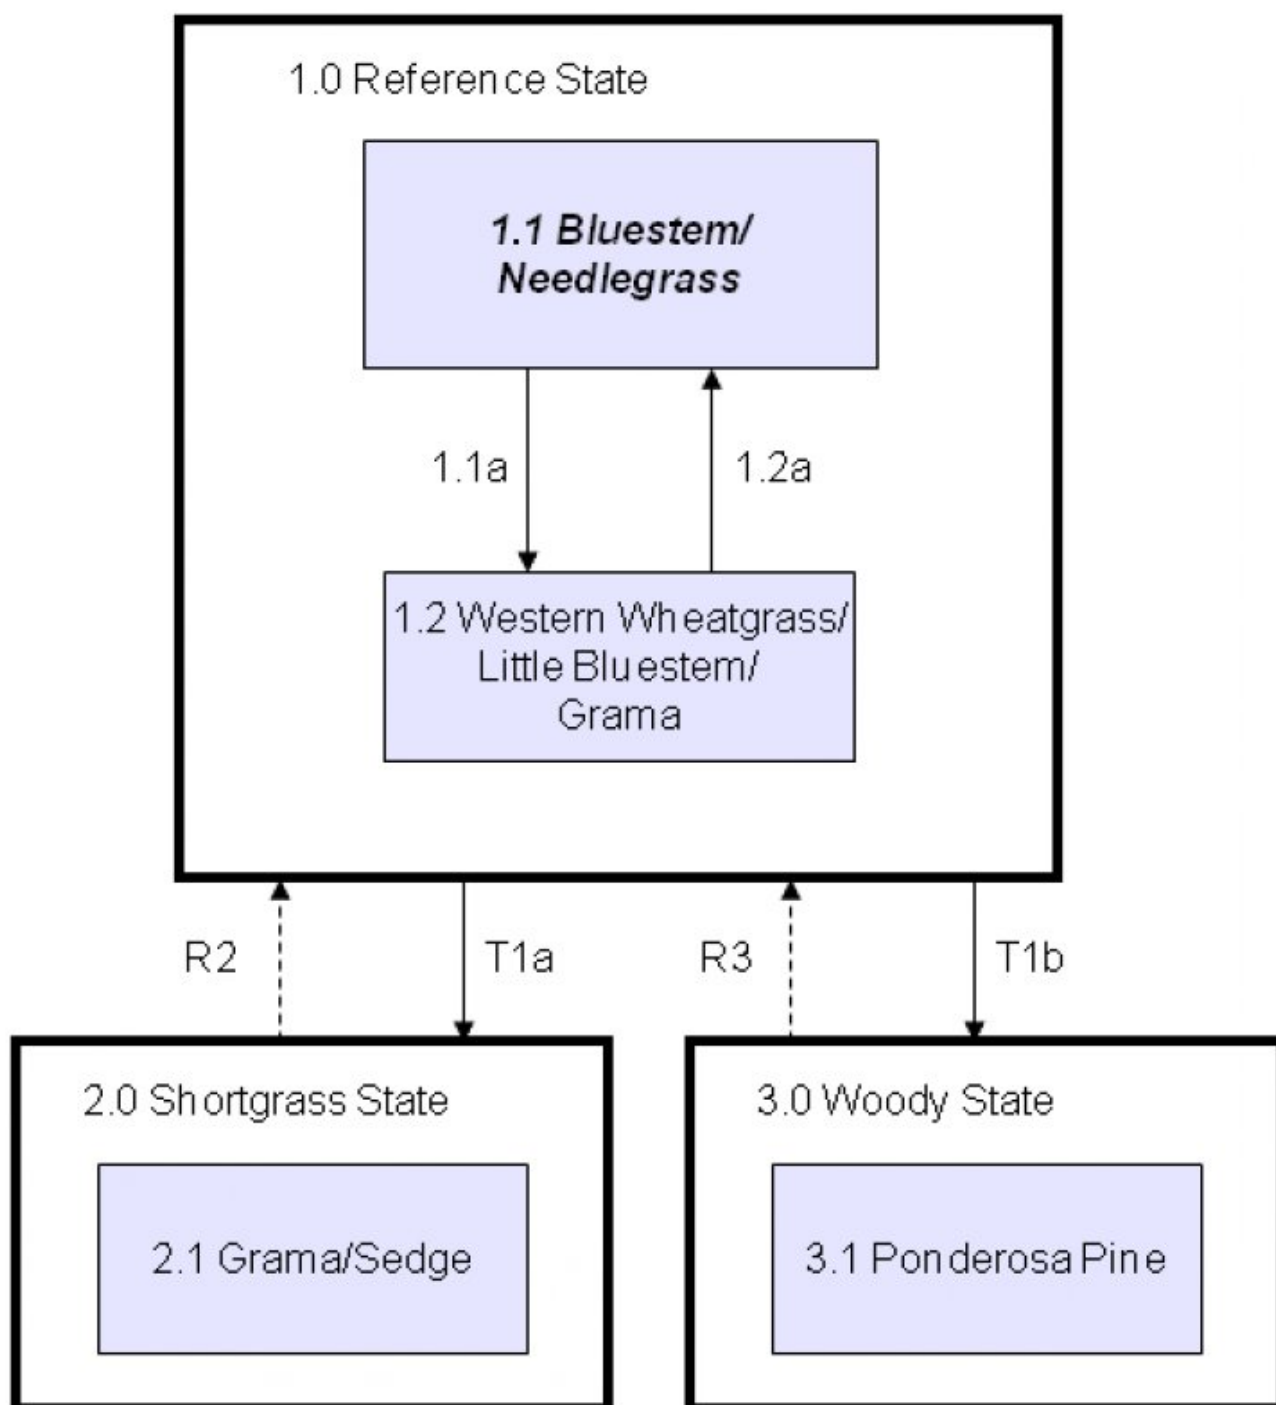 1.0 Reference State
1.1 Bluestem/
Needlegrass
1.1a
1.2a
1.2 Western Wheatgrass/
Little Bluestem/
Grama
R2
T1a
R3
T1b
2.0 Shortgrass State
3.0 Woody State
2.1 Grama/Sedge
3.1 Ponderosa Pine